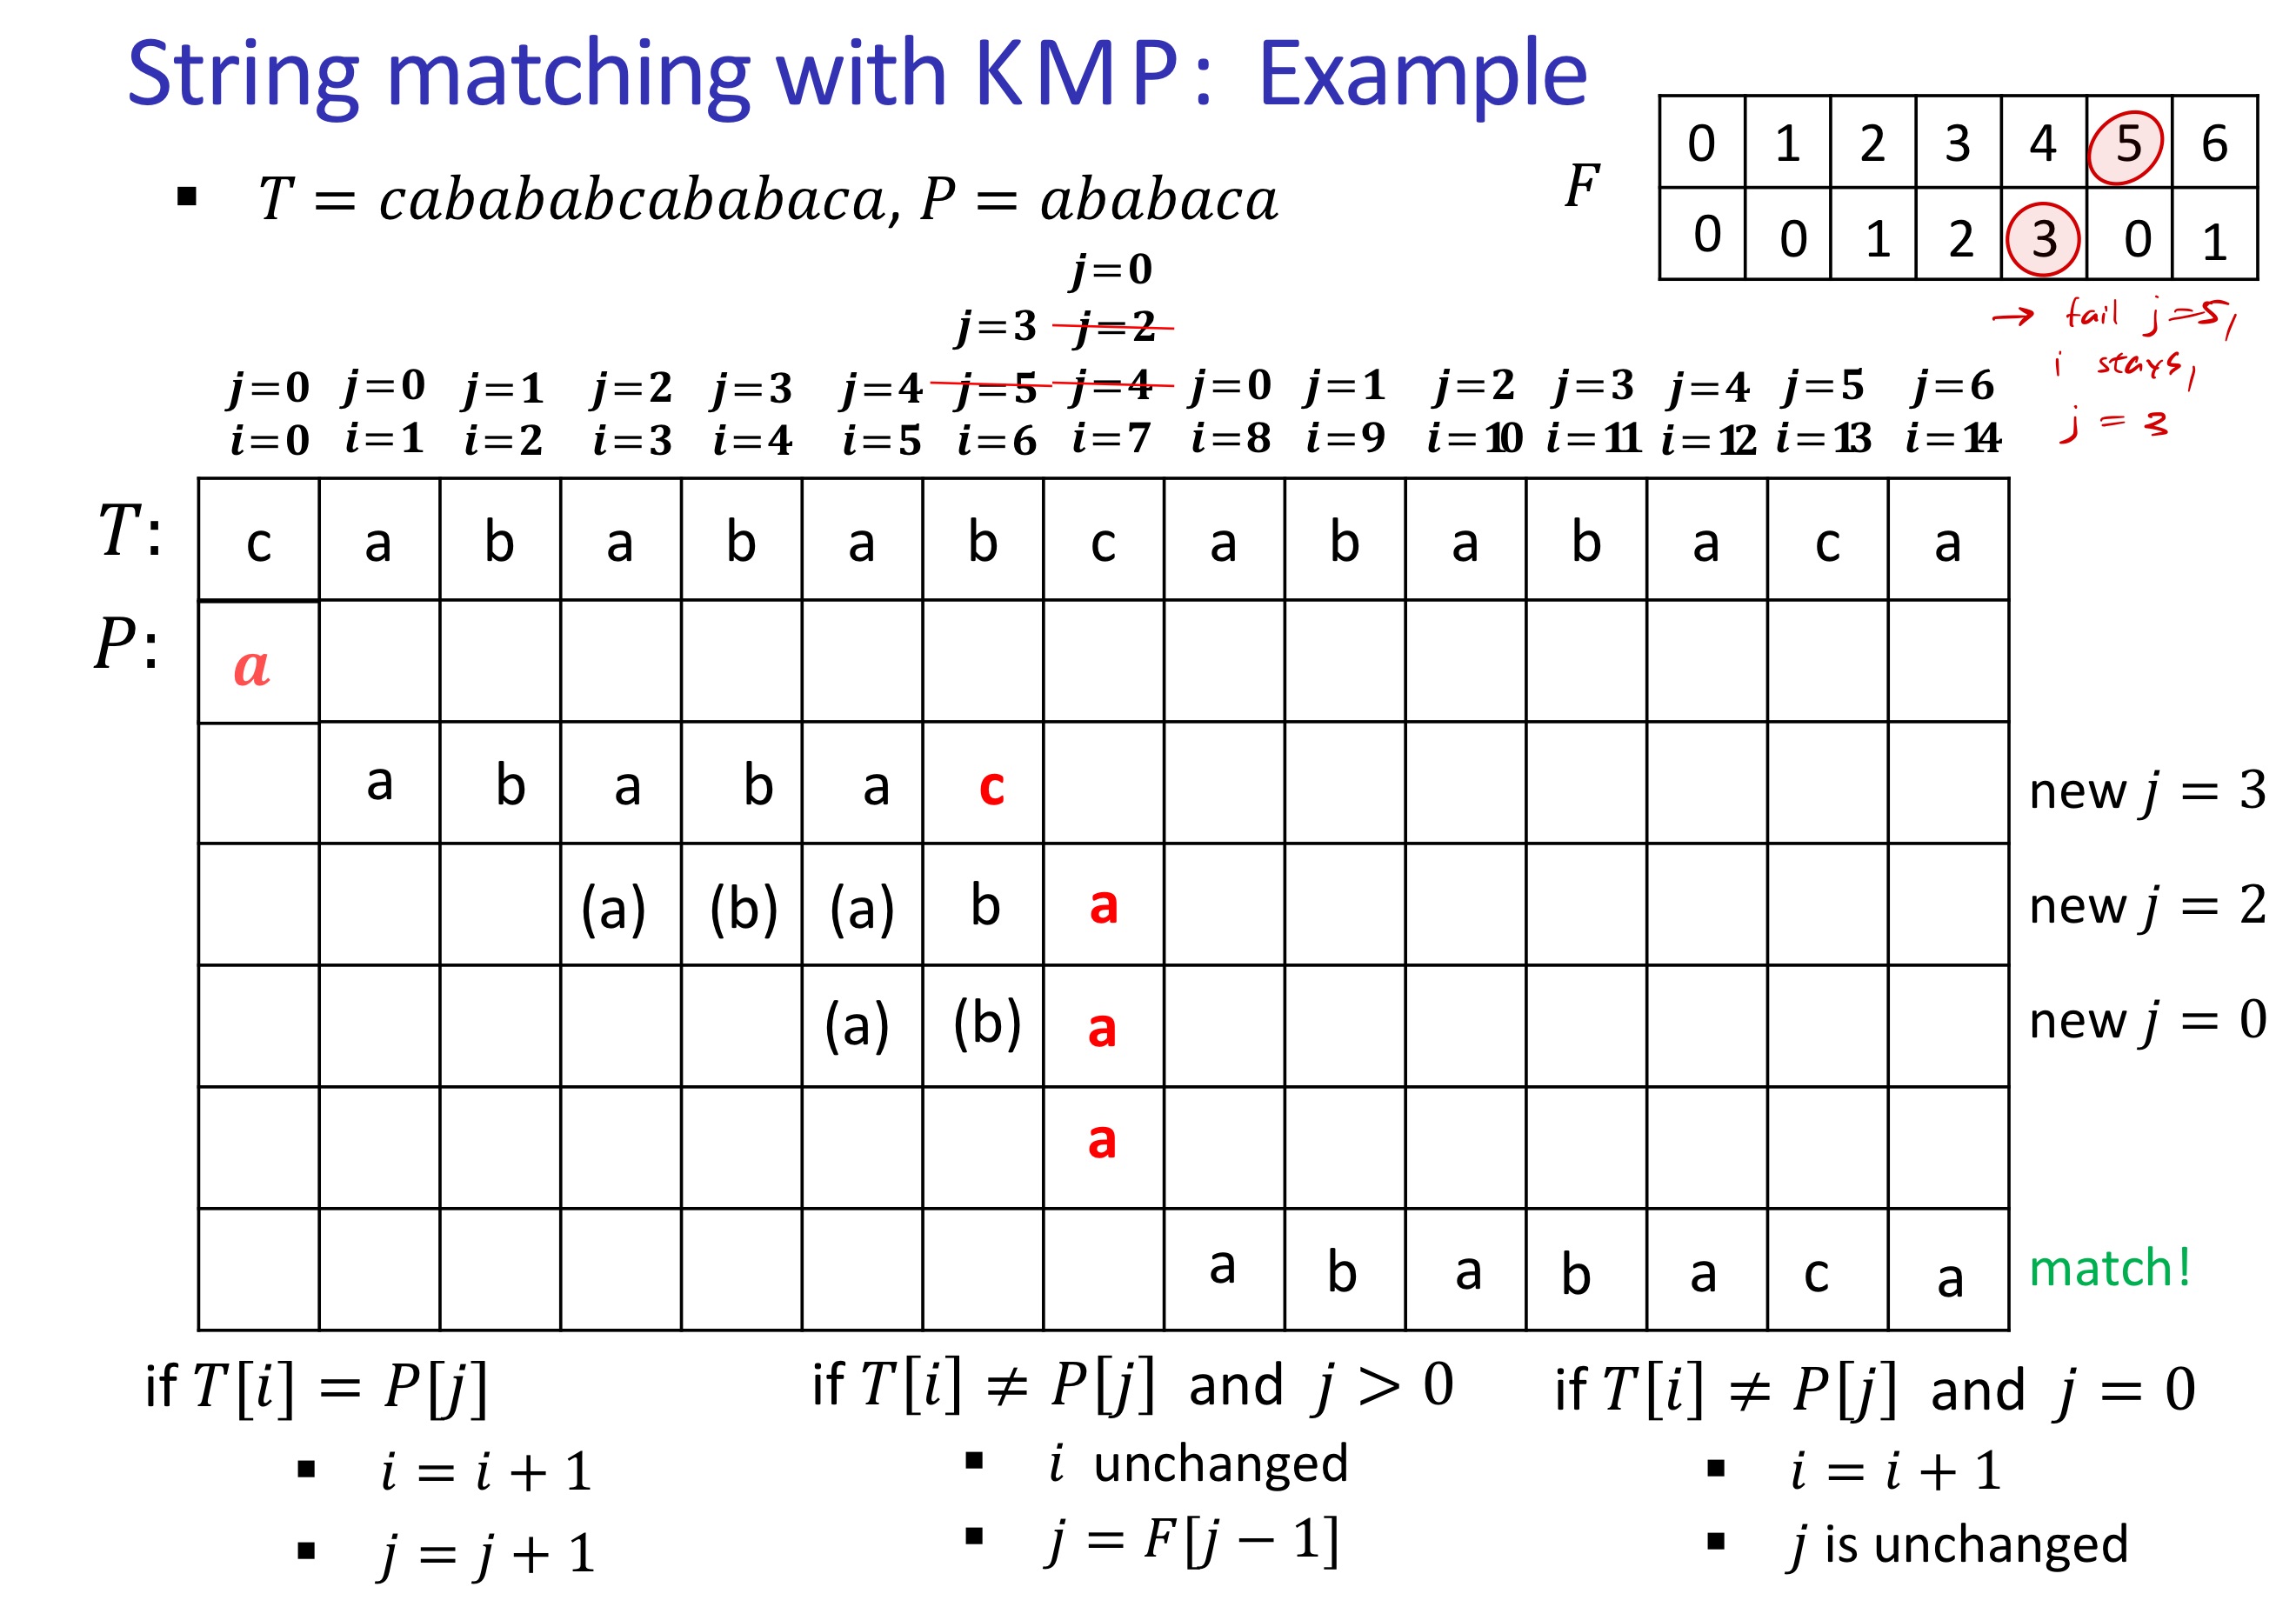 String matching with KMP: Example
▪ T = cabababcababaca, P = ababaca
F
0 1 2 3 4 5 6
0 0 1 2 3 0 1
→ fail j=5,
i stays,
j = 3
j=0
j=3 j=2
j=0 j=0 j=1 j=2 j=3 j=4 j=5 j=4 j=0 j=1 j=2 j=3 j=4 j=5 j=6
i=0 i=1 i=2 i=3 i=4 i=5 i=6 i=7 i=8 i=9 i=10 i=11 i=12 i=13 i=14
T: c a b a b a b c a b a b a c a
P: a
a b a b a c new j = 3
(a) (b) (a) b a new j = 2
(a) (b) a new j = 0
a
a b a b a c a match!
if T[i] = P[j]
▪ i = i + 1
▪ j = j + 1
if T[i] ≠ P[j] and j > 0
▪ i unchanged
▪ j = F[j − 1]
if T[i] ≠ P[j] and j = 0
▪ i = i + 1
▪ j is unchanged